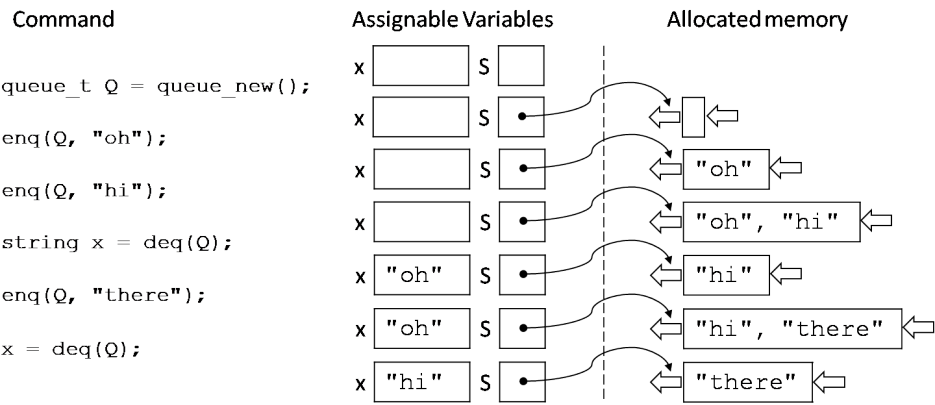 Command Assignable Variables Allocated memory
x S
queue_t Q = queue_new();
x S
enq(Q, "oh");
x S "oh"
enq(Q, "hi");
x S "oh", "hi"
string x = deq(Q);
x "oh" S "hi"
enq(Q, "there");
x "oh" S "hi", "there"
x = deq(Q);
x "hi" S "there"